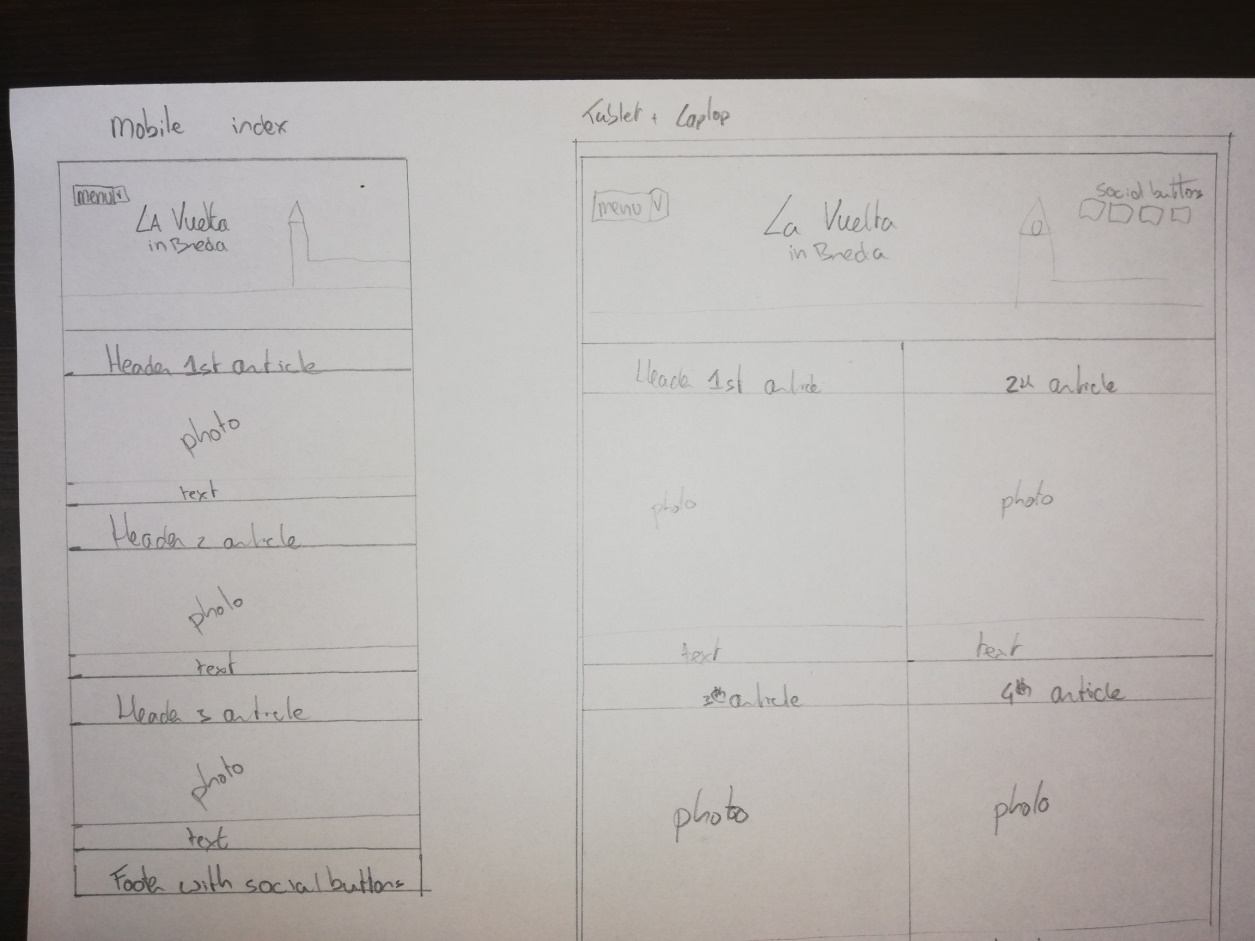 Mobile index
menu
LA Vuelta
in Breda
Header 1st article
photo
text
Header 2 article
photo
text
Header 3 article
photo
text
Footer with social buttons
Tablet + Laptop
menu V
social buttons
La Vuelta
in Breda
Header 1st article
2de article
photo
photo
text
text
3th article
4th article
photo
photo